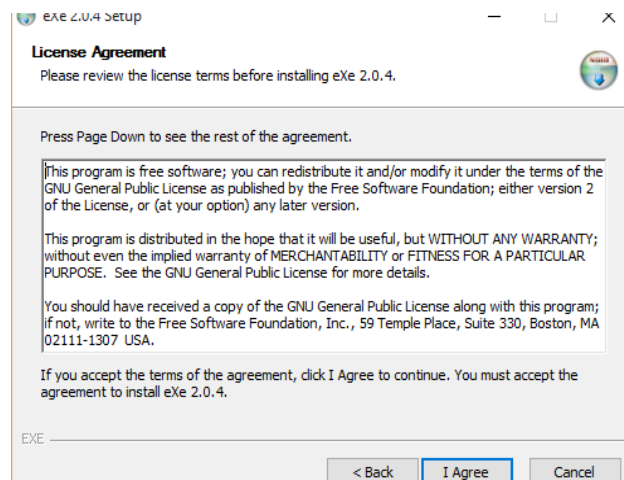 eXe 2.0.4 Setup
License Agreement
Please review the license terms before installing eXe 2.0.4.
Press Page Down to see the rest of the agreement.
This program is free software; you can redistribute it and/or modify it under the terms of the
GNU General Public License as published by the Free Software Foundation; either version 2
of the License, or (at your option) any later version.
This program is distributed in the hope that it will be useful, but WITHOUT ANY WARRANTY;
without even the implied warranty of MERCHANTABILITY or FITNESS FOR A PARTICULAR
PURPOSE.  See the GNU General Public License for more details.
You should have received a copy of the GNU General Public License along with this program;
if not, write to the Free Software Foundation, Inc., 59 Temple Place, Suite 330, Boston, MA
02111-1307 USA.
If you accept the terms of the agreement, click I Agree to continue. You must accept the
agreement to install eXe 2.0.4.
EXE
< Back
I Agree
Cancel